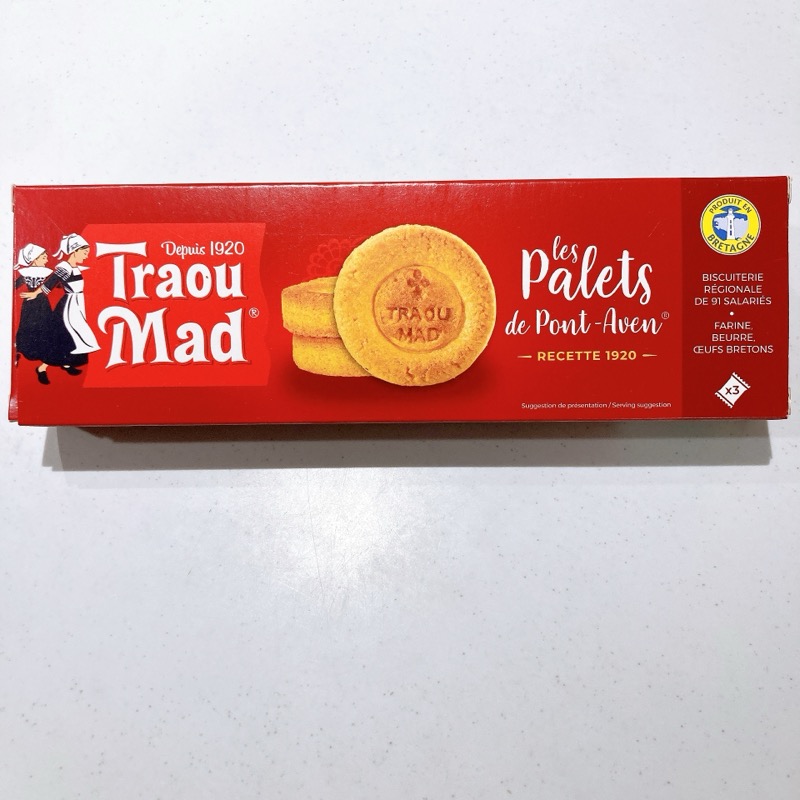 Depuis 1920
Traou
Mad®
TRAOU
MAD
les
Palets
de Pont-Aven®
RECETTE 1920
Suggestion de présentation / Serving suggestion
PRODUIT EN
BRETAGNE
BISCUITERIE
RÉGIONALE
DE 91 SALARIÉS
•
FARINE,
BEURRE,
ŒUFS BRETONS
x3